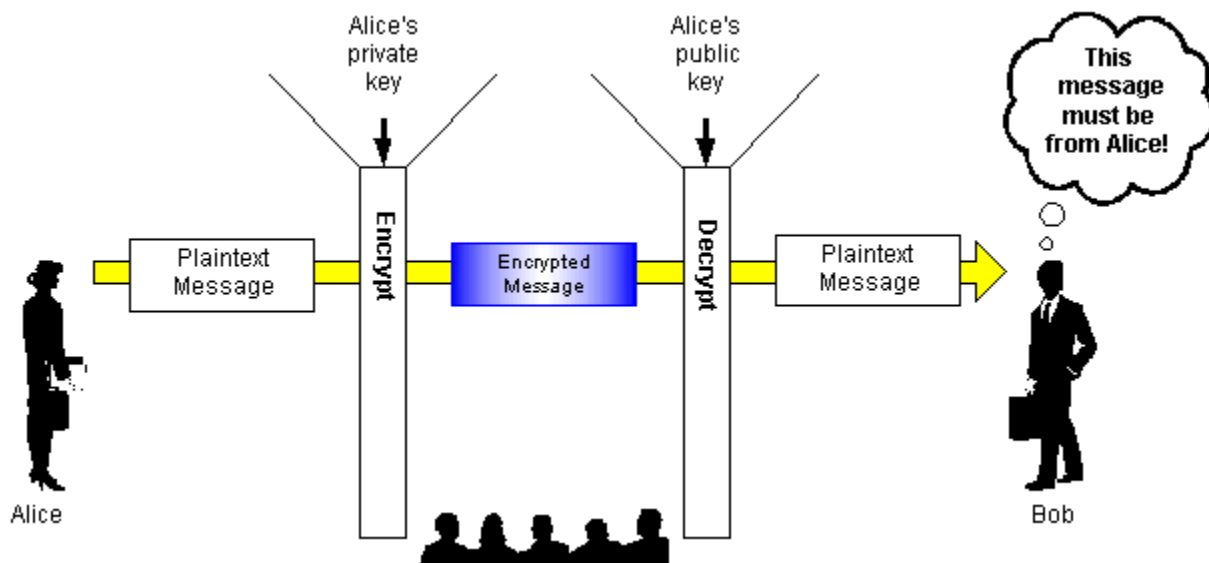 Alice's
private
key
Alice's
public
key
This
message
must be
from Alice!
Encrypt
Decrypt
Plaintext
Message
Encrypted
Message
Plaintext
Message
Alice
Bob